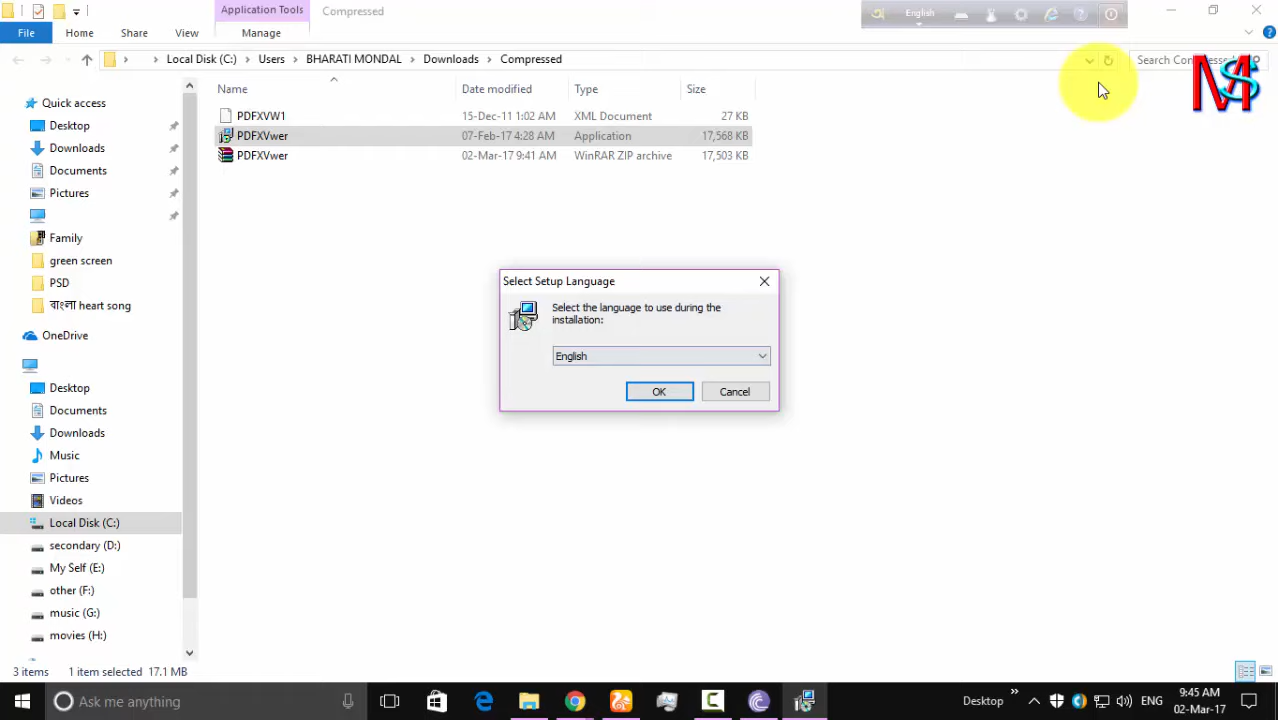 Application Tools Compressed English
File Home Share View Manage
Local Disk (C:) Users BHARATI MONDAL Downloads Compressed
Name Date modified Type Size
PDFXVW1 15-Dec-11 1:02 AM XML Document 27 KB
PDFXVwer 07-Feb-17 4:28 AM Application 17,568 KB
PDFXVwer 02-Mar-17 9:41 AM WinRAR ZIP archive 17,503 KB
Quick access
Desktop
Downloads
Documents
Pictures
Family
green screen
PSD
বাংলা heart song
OneDrive
Desktop
Documents
Downloads
Music
Pictures
Videos
Local Disk (C:)
secondary (D:)
My Self (E:)
other (F:)
music (G:)
movies (H:)
Select Setup Language
Select the language to use during the
installation:
English
OK Cancel
Search
MS
3 items 1 item selected 17.1 MB
Ask me anything
Desktop
ENG
9:45 AM
02-Mar-17